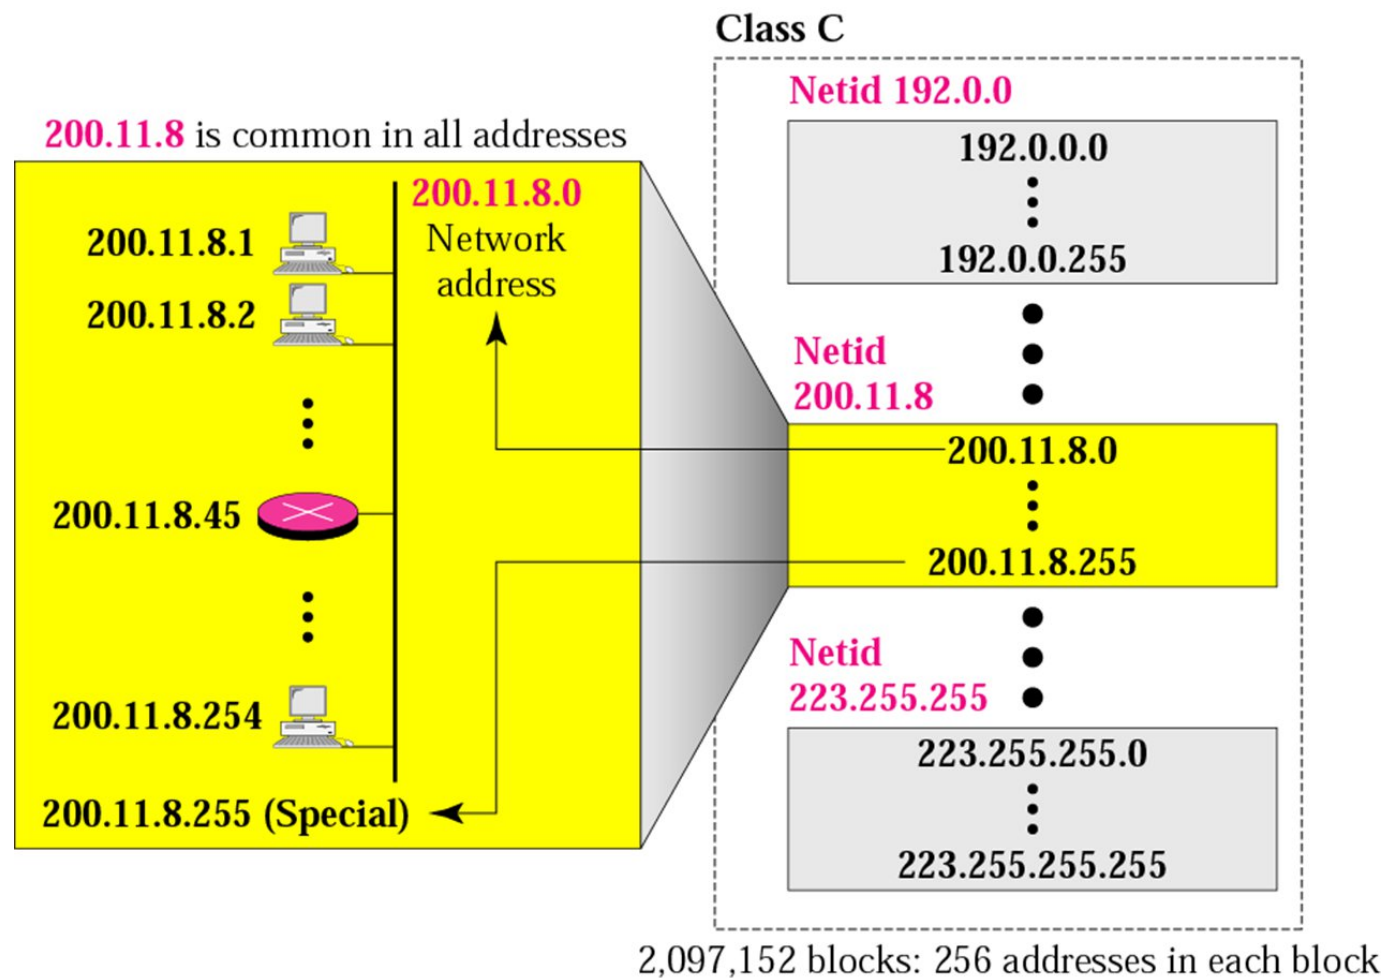 Class C
Netid 192.0.0
192.0.0.0
192.0.0.255
200.11.8 is common in all addresses
200.11.8.0
Network
address
200.11.8.1
200.11.8.2
200.11.8.45
200.11.8.254
200.11.8.255 (Special)
Netid
200.11.8
200.11.8.0
200.11.8.255
Netid
223.255.255
223.255.255.0
223.255.255.255
2,097,152 blocks: 256 addresses in each block